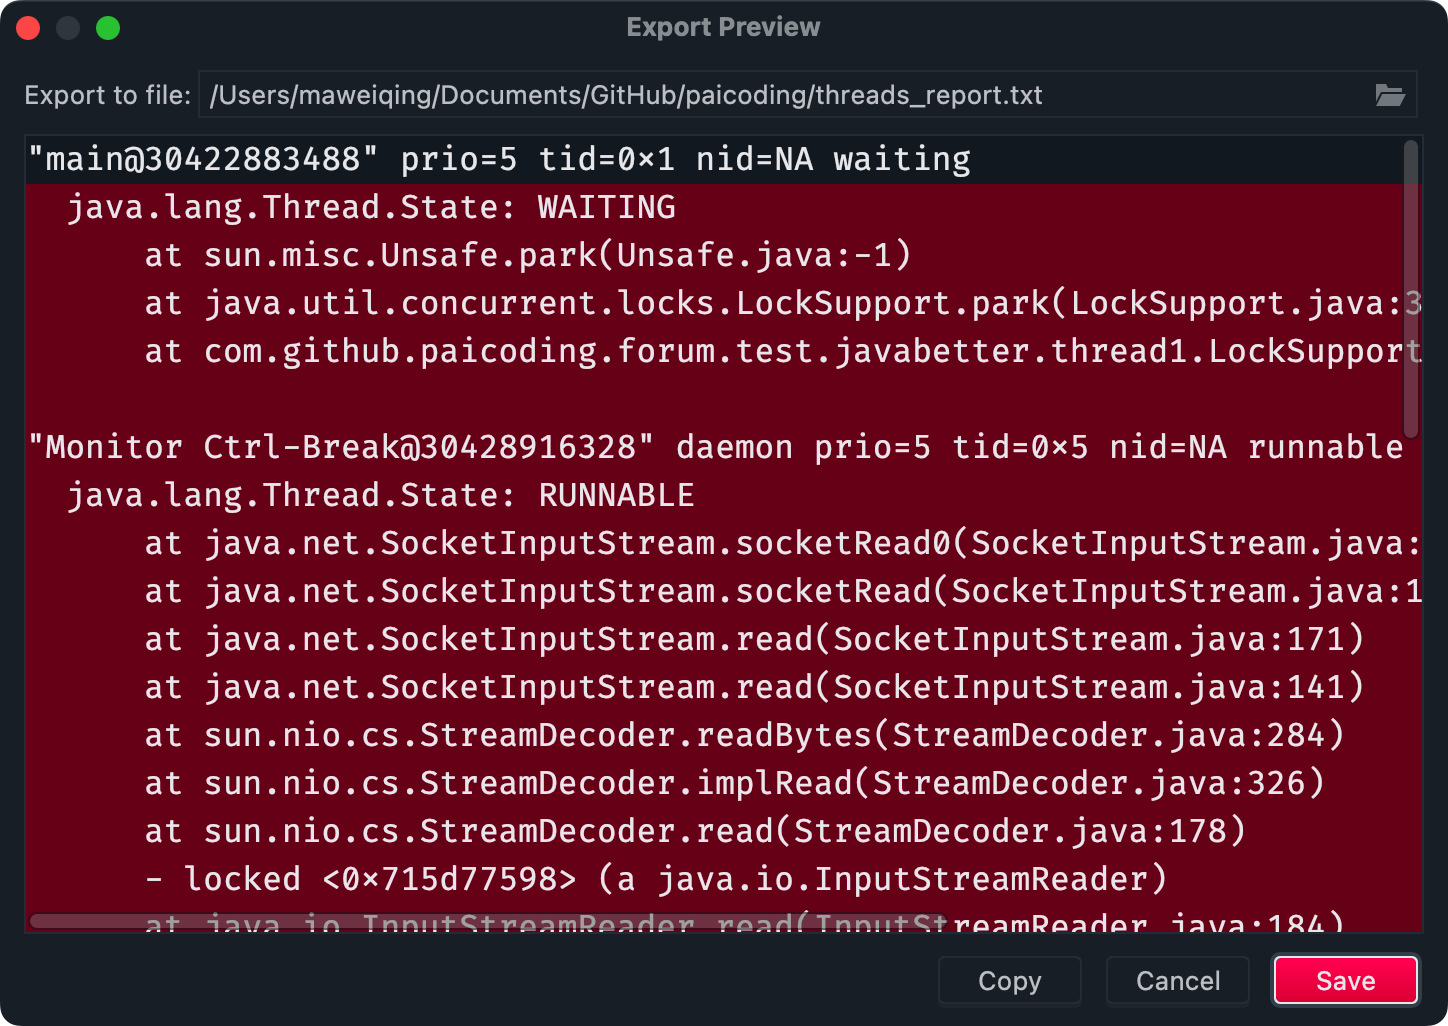 Export Preview
Export to file: /Users/maweiqing/Documents/GitHub/paicoding/threads_report.txt
"main@30422883488" prio=5 tid=0×1 nid=NA waiting
java.lang.Thread.State: WAITING
at sun.misc.Unsafe.park(Unsafe.java:-1)
at java.util.concurrent.locks.LockSupport.park(LockSupport.java:3
at com.github.paicoding.forum.test.javabetter.thread1.LockSupport
"Monitor Ctrl-Break@30428916328" daemon prio=5 tid=0×5 nid=NA runnable
java.lang.Thread.State: RUNNABLE
at java.net.SocketInputStream.socketRead0(SocketInputStream.java:
at java.net.SocketInputStream.socketRead(SocketInputStream.java:1
at java.net.SocketInputStream.read(SocketInputStream.java:171)
at java.net.SocketInputStream.read(SocketInputStream.java:141)
at sun.nio.cs.StreamDecoder.readBytes(StreamDecoder.java:284)
at sun.nio.cs.StreamDecoder.implRead(StreamDecoder.java:326)
at sun.nio.cs.StreamDecoder.read(StreamDecoder.java:178)
- locked <0×715d77598> (a java.io.InputStreamReader)
at java.io.InputStreamReader.read(InputStreamReader.java:184)
Copy Cancel Save